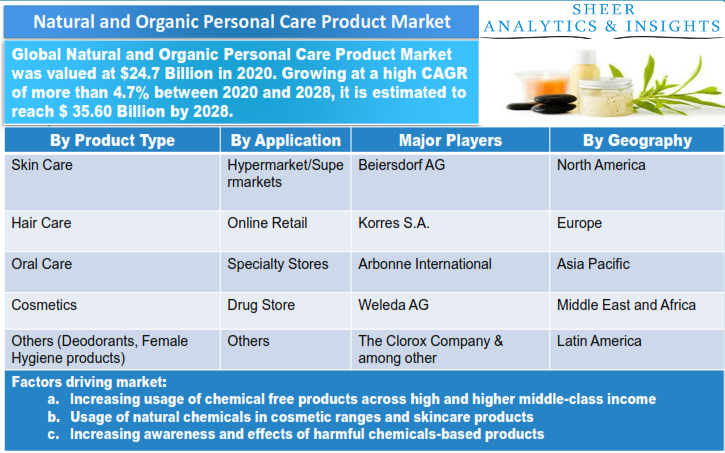 Natural and Organic Personal Care Product Market
SHEER
ANALYTICS & INSIGHTS
Global Natural and Organic Personal Care Product Market
was valued at $24.7 Billion in 2020. Growing at a high CAGR
of more than 4.7% between 2020 and 2028, it is estimated to
reach $ 35.60 Billion by 2028.
By Product Type By Application Major Players By Geography
Skin Care Hypermarket/Supe Beiersdorf AG North America
rmarkets
Hair Care Online Retail Korres S.A. Europe
Oral Care Specialty Stores Arbonne International Asia Pacific
Cosmetics Drug Store Weleda AG Middle East and Africa
Others (Deodorants, Female Others The Clorox Company & Latin America
Hygiene products) among other
Factors driving market:
a. Increasing usage of chemical free products across high and higher middle-class income
b. Usage of natural chemicals in cosmetic ranges and skincare products
c. Increasing awareness and effects of harmful chemicals-based products